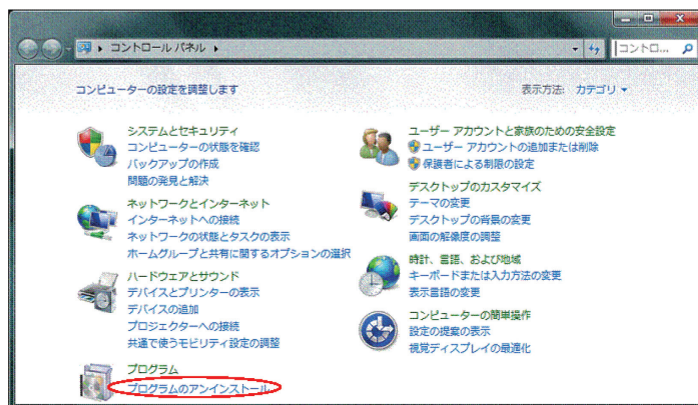 コントロール パネル
コントロ...
コンピューターの設定を調整します
表示方法: カテゴリ
システムとセキュリティ
コンピューターの状態を確認
バックアップの作成
問題の発見と解決
ネットワークとインターネット
インターネットへの接続
ネットワークの状態とタスクの表示
ホームグループと共有に関するオプションの選択
ハードウェアとサウンド
デバイスとプリンターの表示
デバイスの追加
プロジェクターへの接続
共通で使うモビリティ設定の調整
プログラム
プログラムのアンインストール
ユーザー アカウントと家族のための安全設定
ユーザー アカウントの追加または削除
保護者による制限の設定
デスクトップのカスタマイズ
テーマの変更
デスクトップの背景の変更
画面の解像度の調整
時計、言語、および地域
キーボードまたは入力方法の変更
表示言語の変更
コンピューターの簡単操作
設定の提案の表示
視覚ディスプレイの最適化